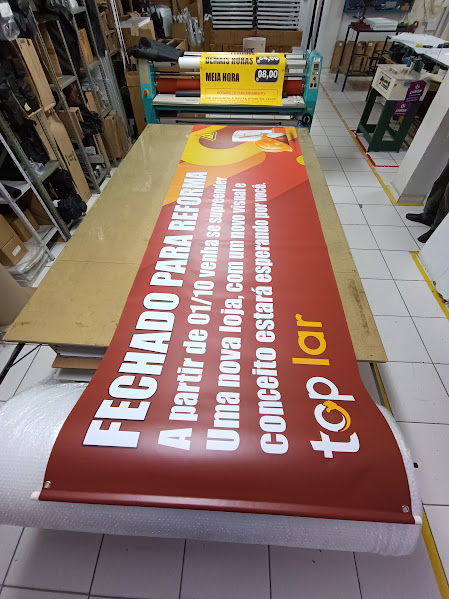 DEMAIS HORAS
MEIA HORA
08,00
FECHADO PARA REFORMA
A partir de 01/10 venha se surpreender
Uma nova loja, com um novo visual e
conceito estará esperando por você.
top lar